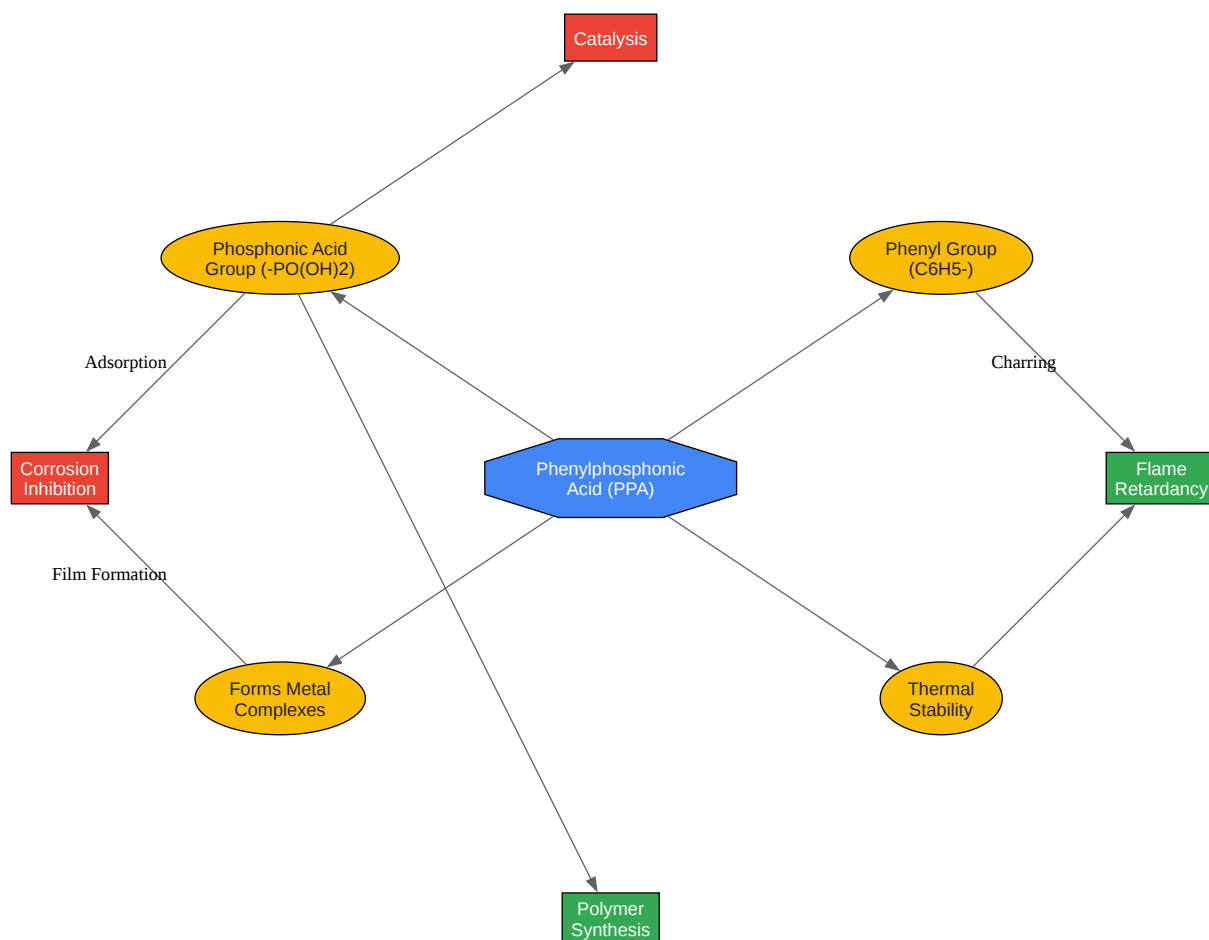 Catalysis
Phosphonic Acid
Group (-PO(OH)2)
Phenyl Group
(C6H5-)
Adsorption
Charring
Corrosion
Inhibition
Phenylphosphonic
Acid (PPA)
Flame
Retardancy
Film Formation
Forms Metal
Complexes
Thermal
Stability
Polymer
Synthesis